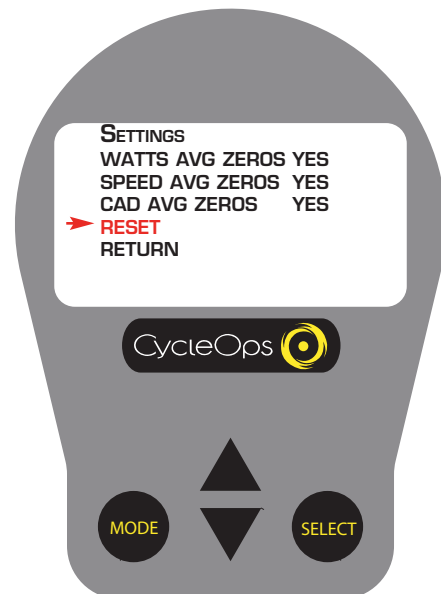 SETTINGS
WATTS AVG ZEROS YES
SPEED AVG ZEROS YES
CAD AVG ZEROS YES
RESET
RETURN
CycleOps
MODE
SELECT